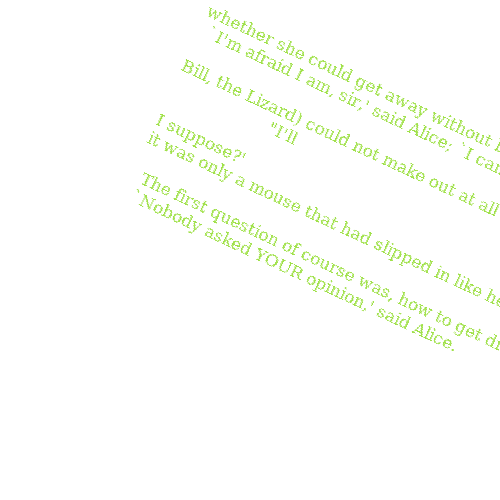 whether she could get away without
`I'm afraid I am, sir,' said Alice; `I
Bill, the Lizard) could not make out at all
"I'll
I suppose?'
it was only a mouse that had slipped in like
The first question of course was, how to get
`Nobody asked YOUR opinion,' said Alice.